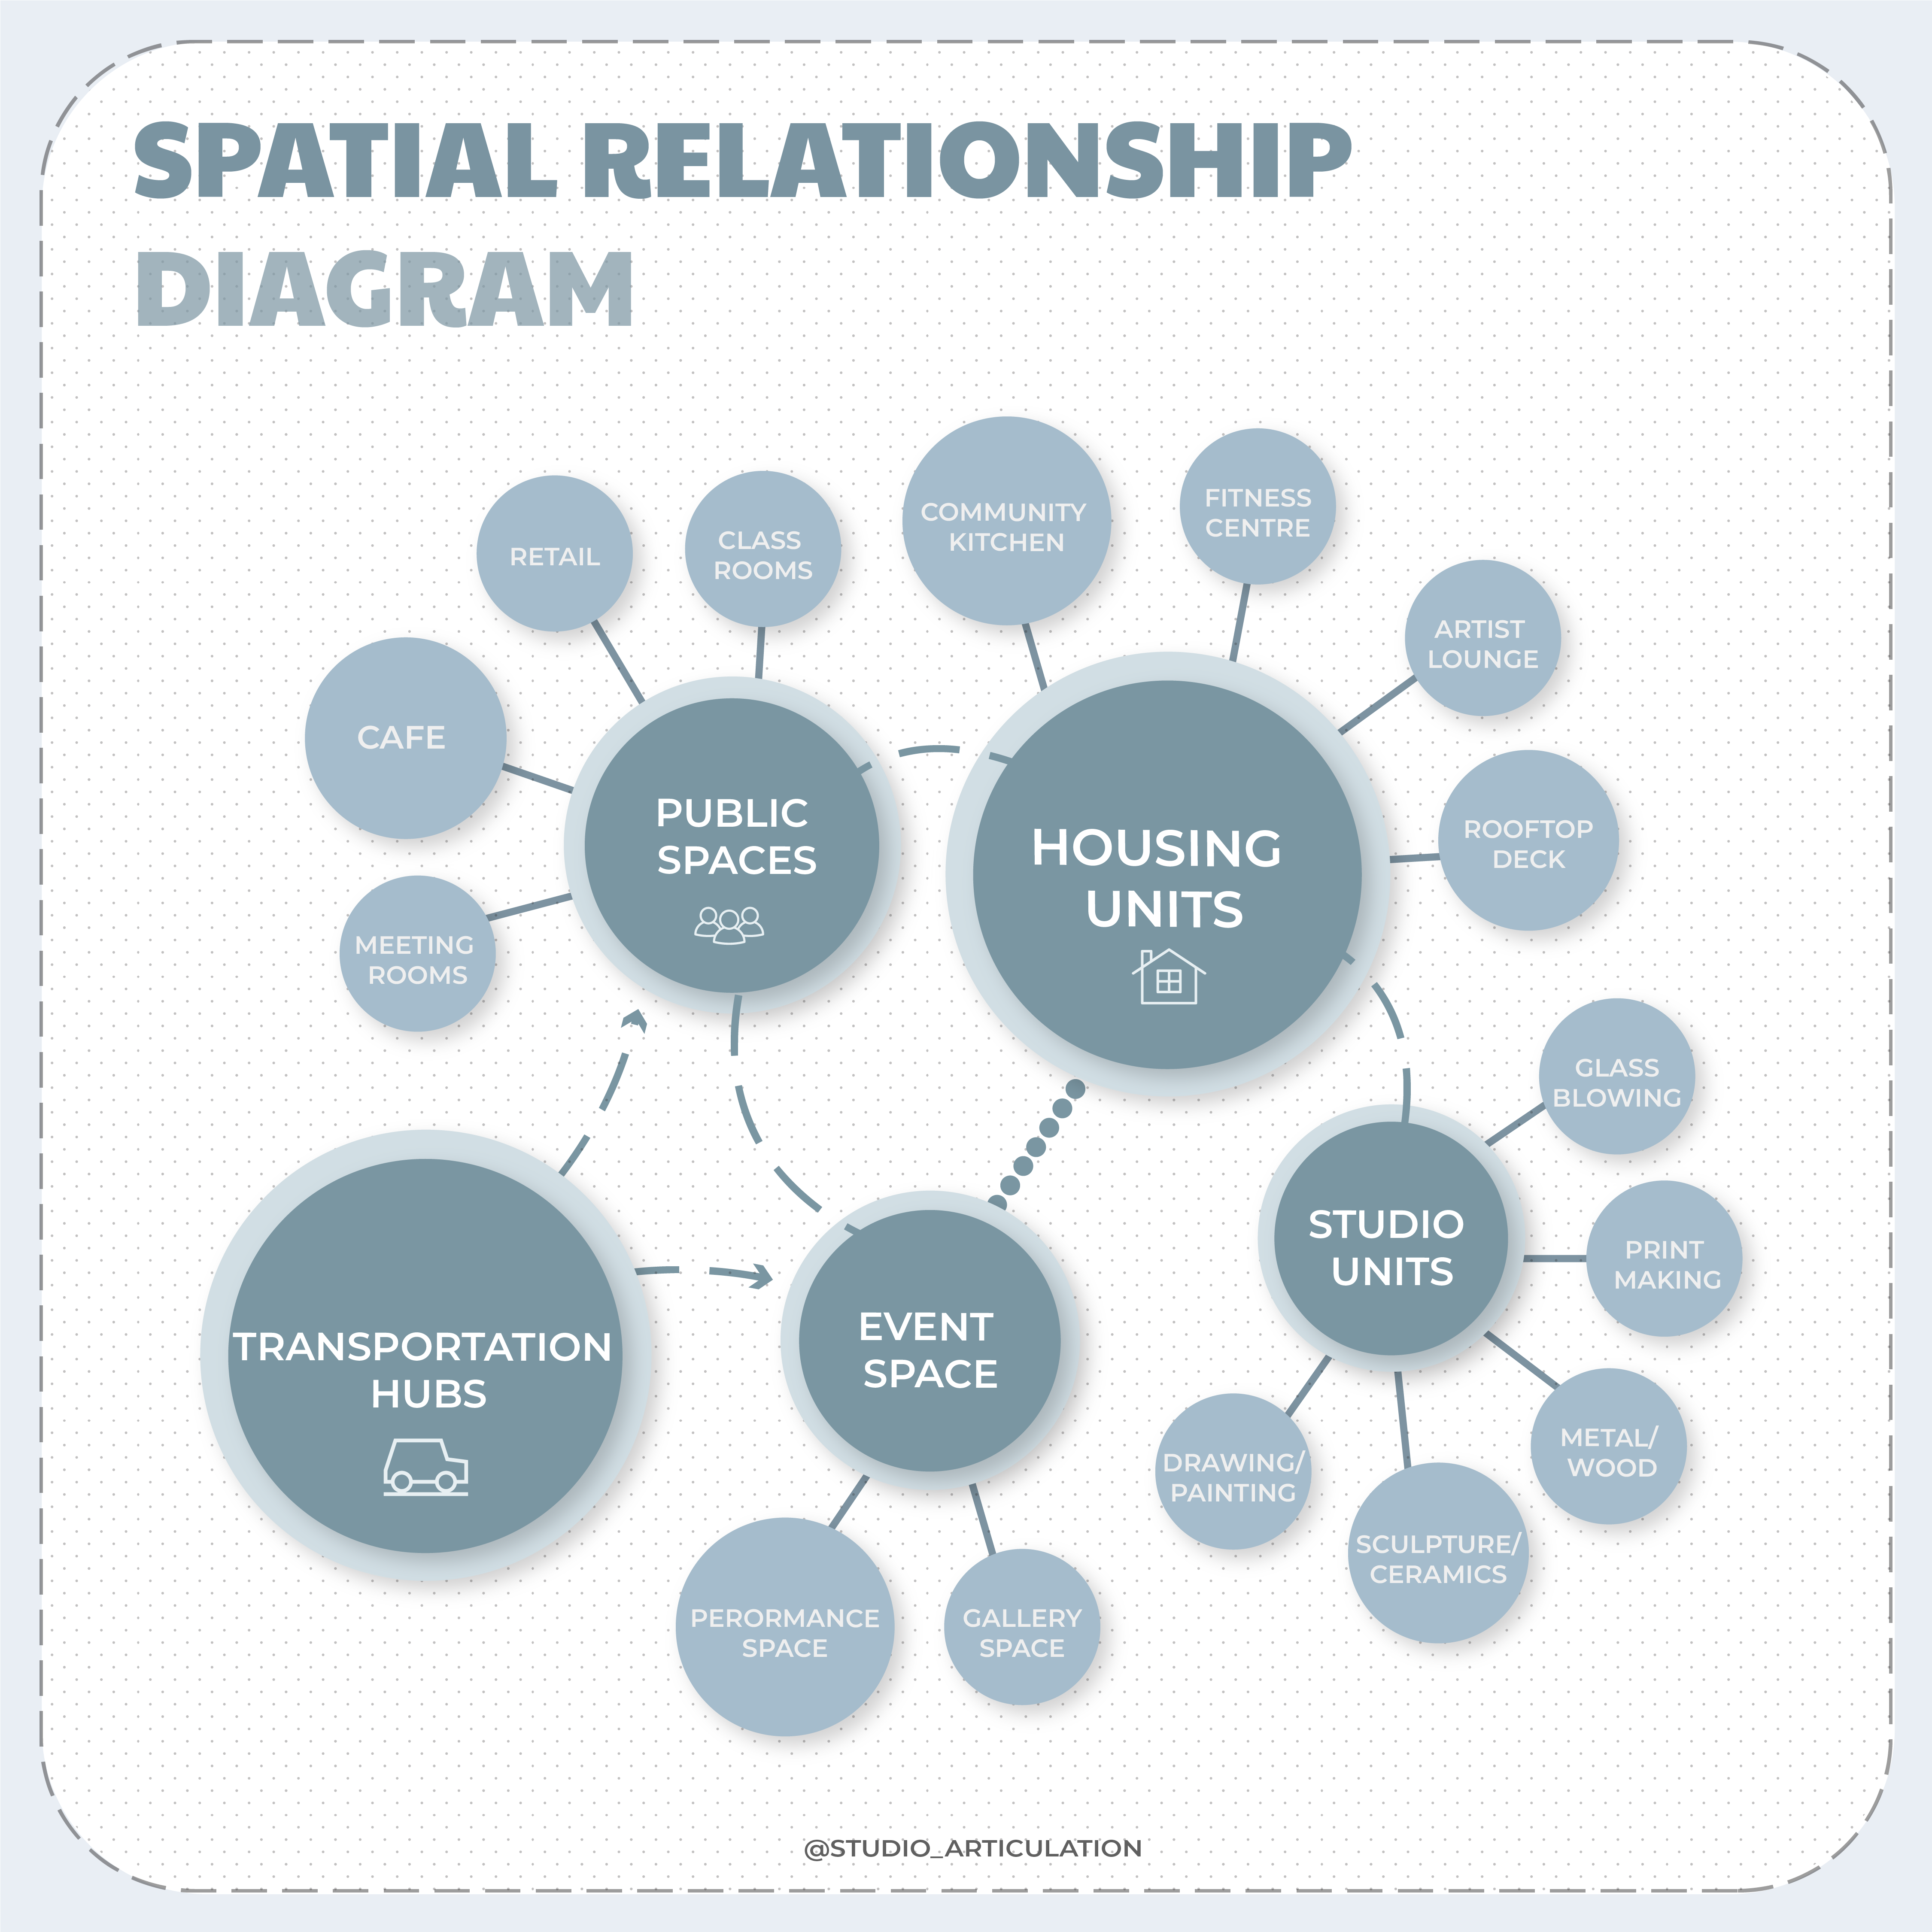 SPATIAL RELATIONSHIP
DIAGRAM
RETAIL
CLASS
ROOMS
COMMUNITY
KITCHEN
FITNESS
CENTRE
ARTIST
LOUNGE
CAFE
ROOFTOP
DECK
PUBLIC
SPACES
HOUSING
UNITS
MEETING
ROOMS
GLASS
BLOWING
STUDIO
UNITS
PRINT
MAKING
TRANSPORTATION
HUBS
EVENT
SPACE
METAL/
WOOD
DRAWING/
PAINTING
SCULPTURE/
CERAMICS
PERORMANCE
SPACE
GALLERY
SPACE
@STUDIO_ARTICULATION